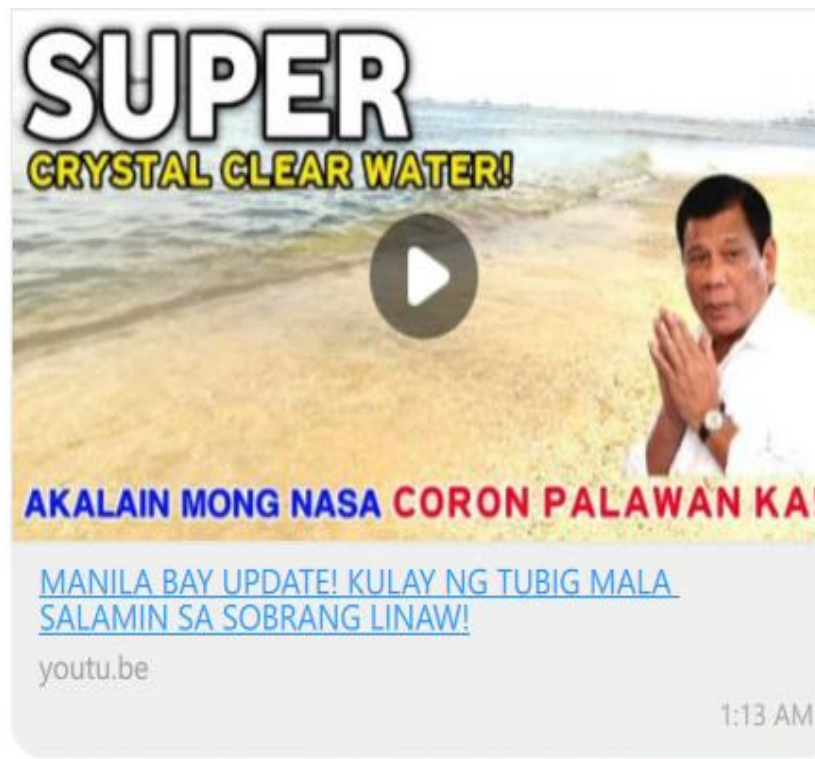 SUPER
CRYSTAL CLEAR WATER!
AKALAIN MONG NASA CORON PALAWAN KA!
MANILA BAY UPDATE! KULAY NG TUBIG MALA
SALAMIN SA SOBRANG LINAW!
youtu.be
1:13 AM